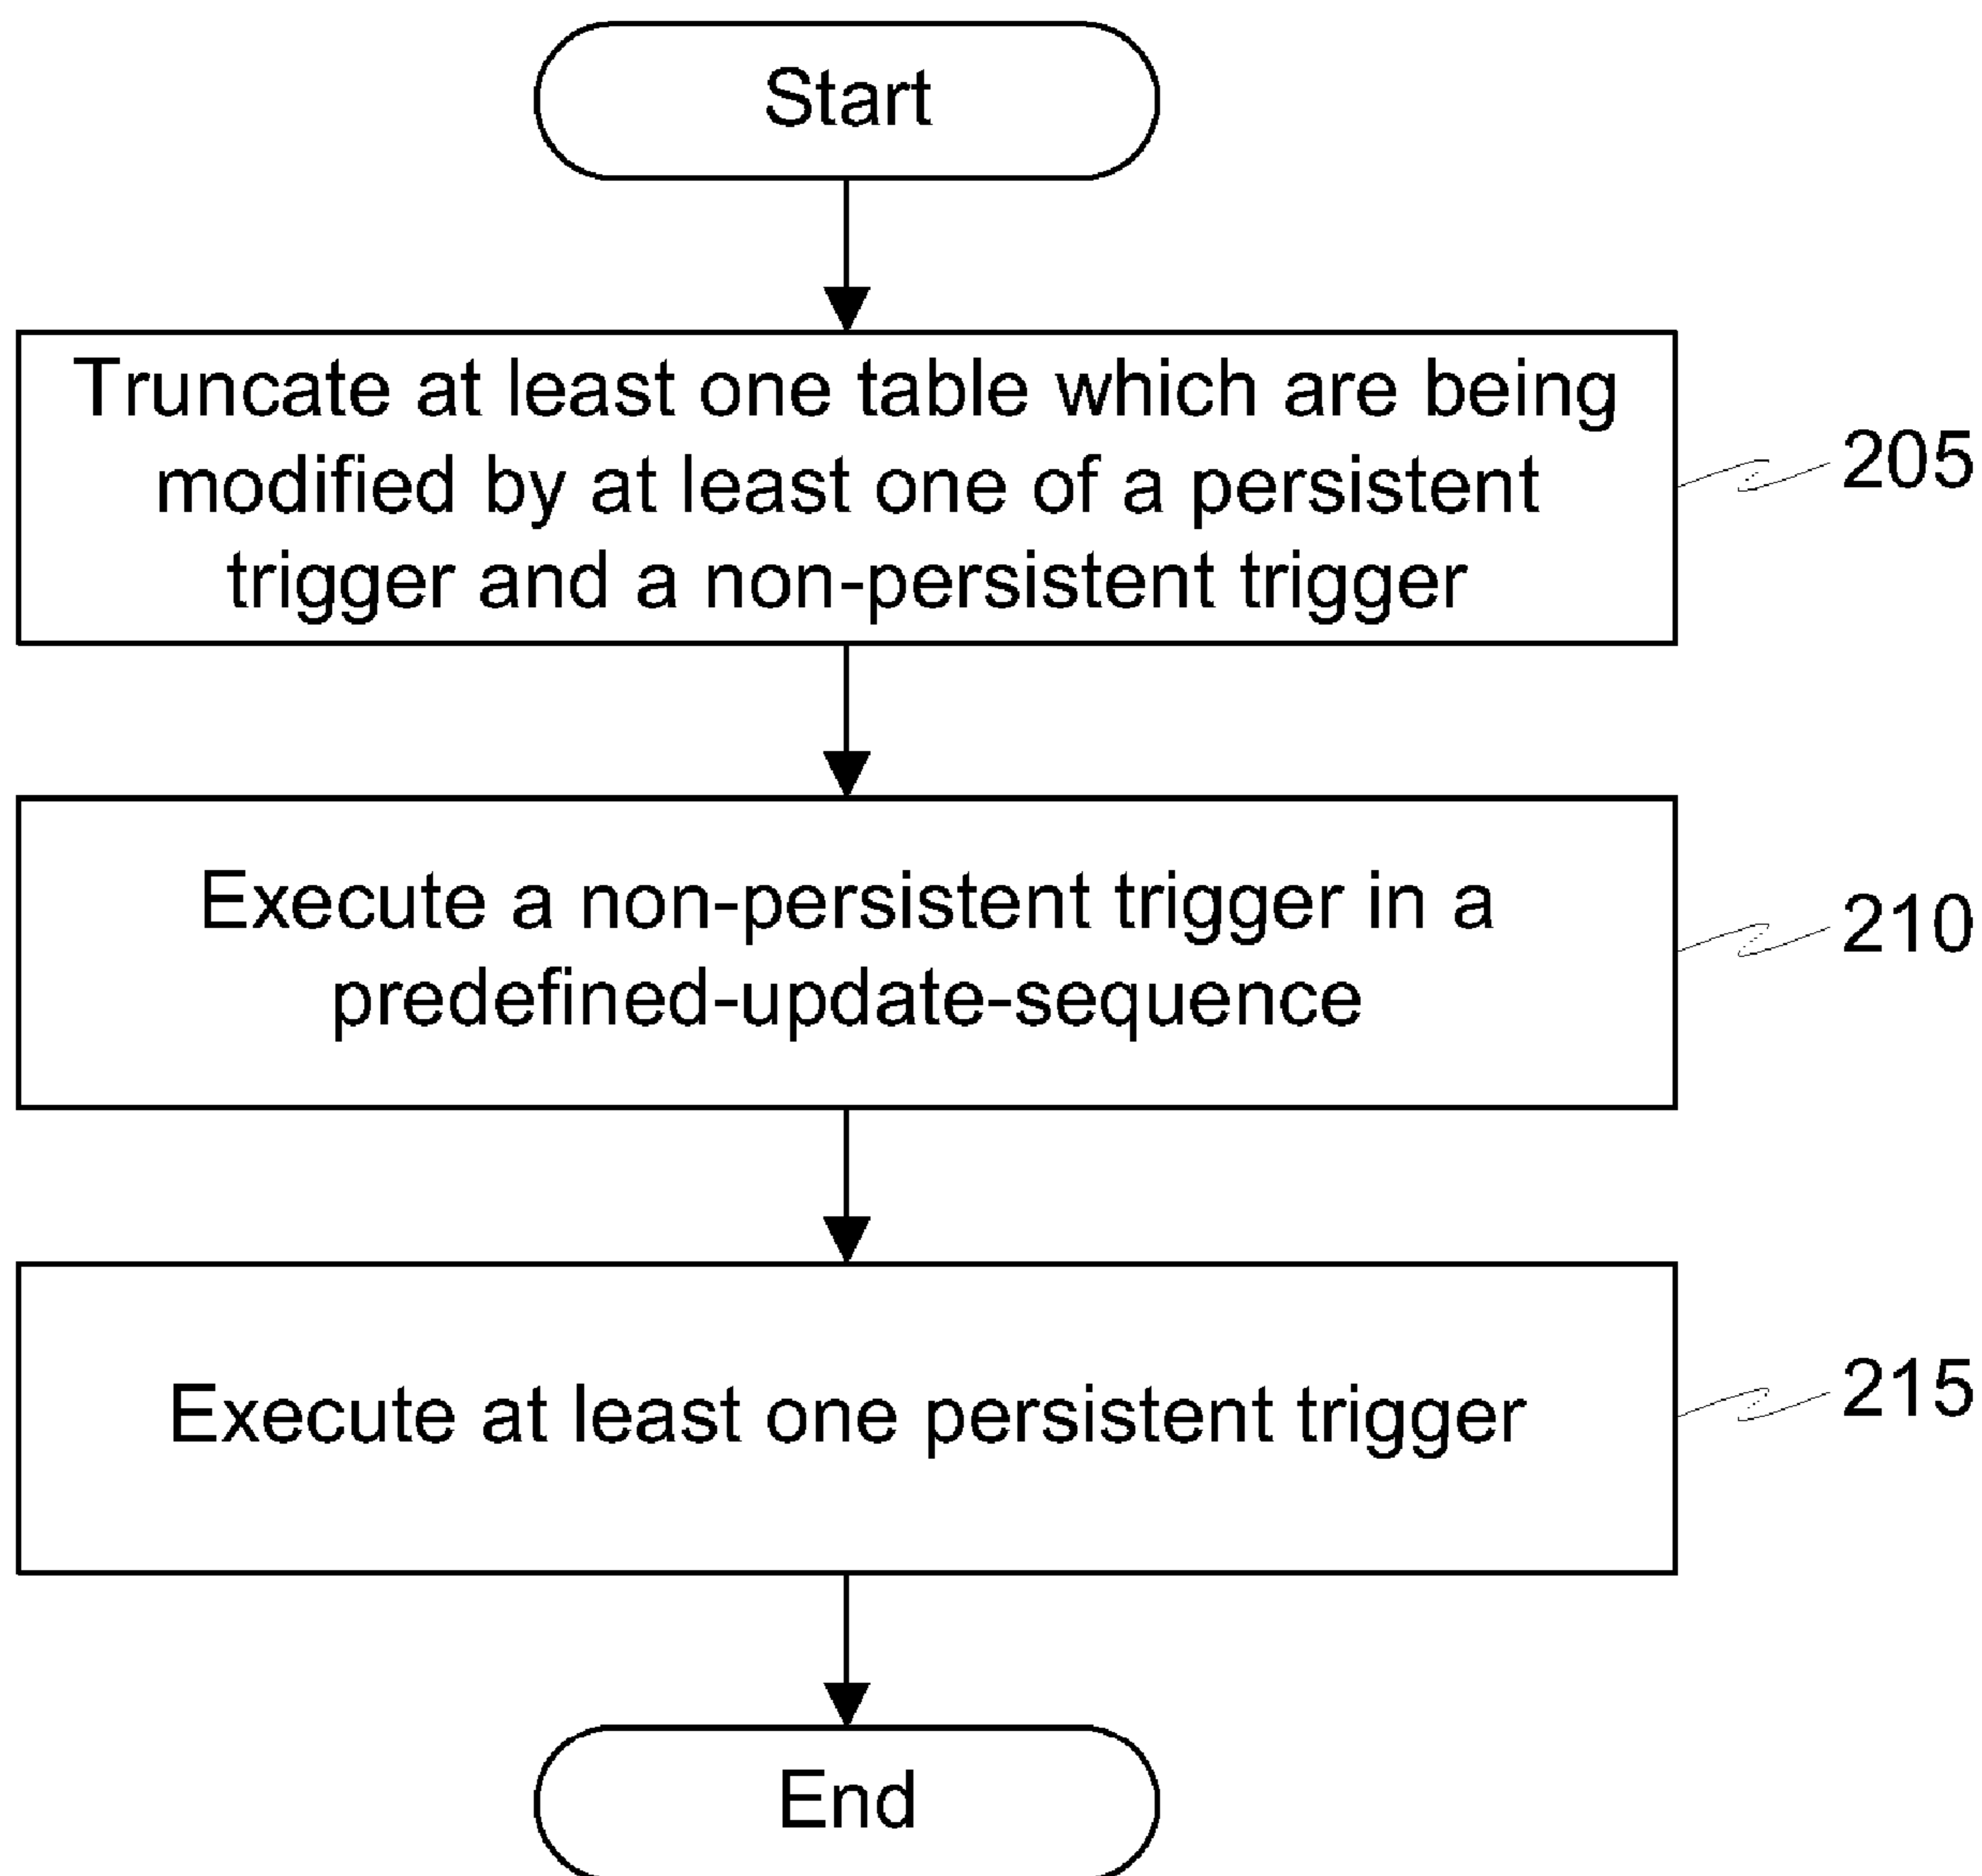 Start
Truncate at least one table which are being
modified by at least one of a persistent
trigger and a non-persistent trigger
205
Execute a non-persistent trigger in a
predefined-update-sequence
210
Execute at least one persistent trigger
215
End